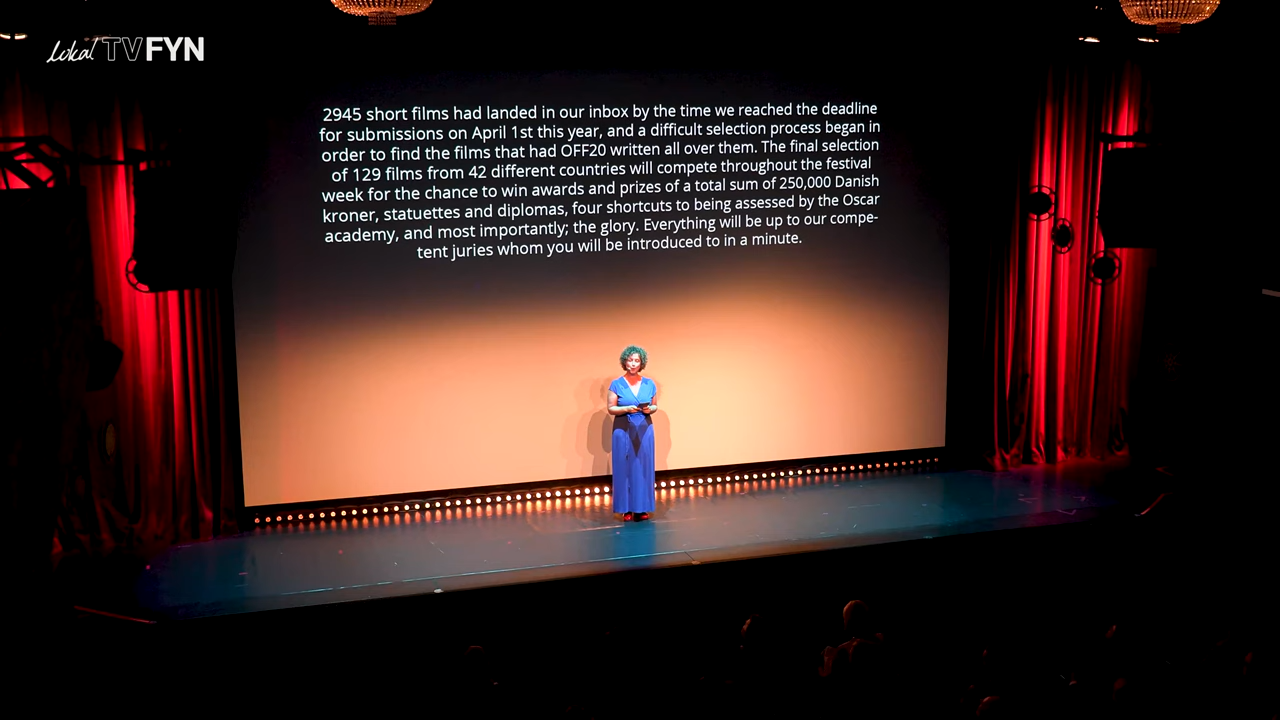 Lokal TV FYN
2945 short films had landed in our inbox by the time we reached the deadline
for submissions on April 1st this year, and a difficult selection process began in
order to find the films that had OFF20 written all over them. The final selection
of 129 films from 42 different countries will compete throughout the festival
week for the chance to win awards and prizes of a total sum of 250,000 Danish
kroner, statuettes and diplomas, four shortcuts to being assessed by the Oscar
academy, and most importantly; the glory. Everything will be up to our compe-
tent juries whom you will be introduced to in a minute.